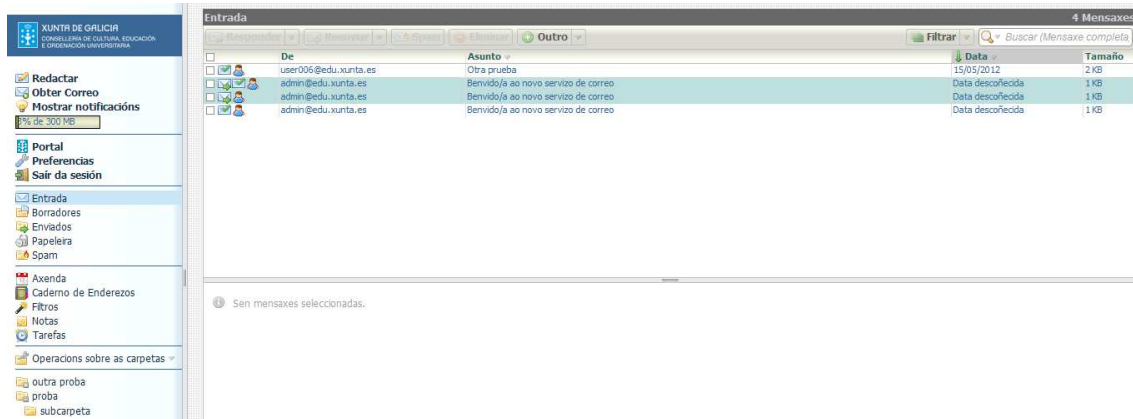 XUNTA DE GALICIA
CONSELLERÍA DE CULTURA, EDUCACIÓN
E ORDENACIÓN UNIVERSITARIA
Redactar
Obter Correo
Mostrar notificacións
3% de 300 MB
Portal
Preferencias
Saír da sesión
Entrada
Borradores
Enviados
Papeleira
Spam
Axenda
Caderno de Enderezos
Filtros
Notas
Tarefas
Operacions sobre as carpetas
outra proba
proba
subcarpeta
Entrada 4 Mensaxes
Responder Reenviar Spam Eliminar Outro Filtrar Buscar (Mensaxe completa)
De Asunto Data Tamaño
user006@edu.xunta.es Otra prueba 15/05/2012 2 KB
admin@edu.xunta.es Benvido/a ao novo servizo de correo Data descoñecida 1 KB
admin@edu.xunta.es Benvido/a ao novo servizo de correo Data descoñecida 1 KB
admin@edu.xunta.es Benvido/a ao novo servizo de correo Data descoñecida 1 KB
Sen mensaxes seleccionadas.